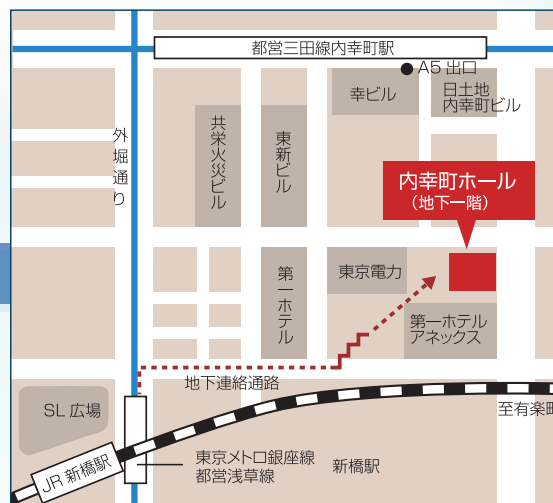 都営三田線内幸町駅
A5 出口
幸ビル
日土地
内幸町ビル
外堀通り
共栄火災ビル
東新ビル
内幸町ホール
（地下一階）
第一ホテル
東京電力
第一ホテル
アネックス
地下連絡通路
SL 広場
至有楽町
JR 新橋駅
東京メトロ銀座線
都営浅草線
新橋駅